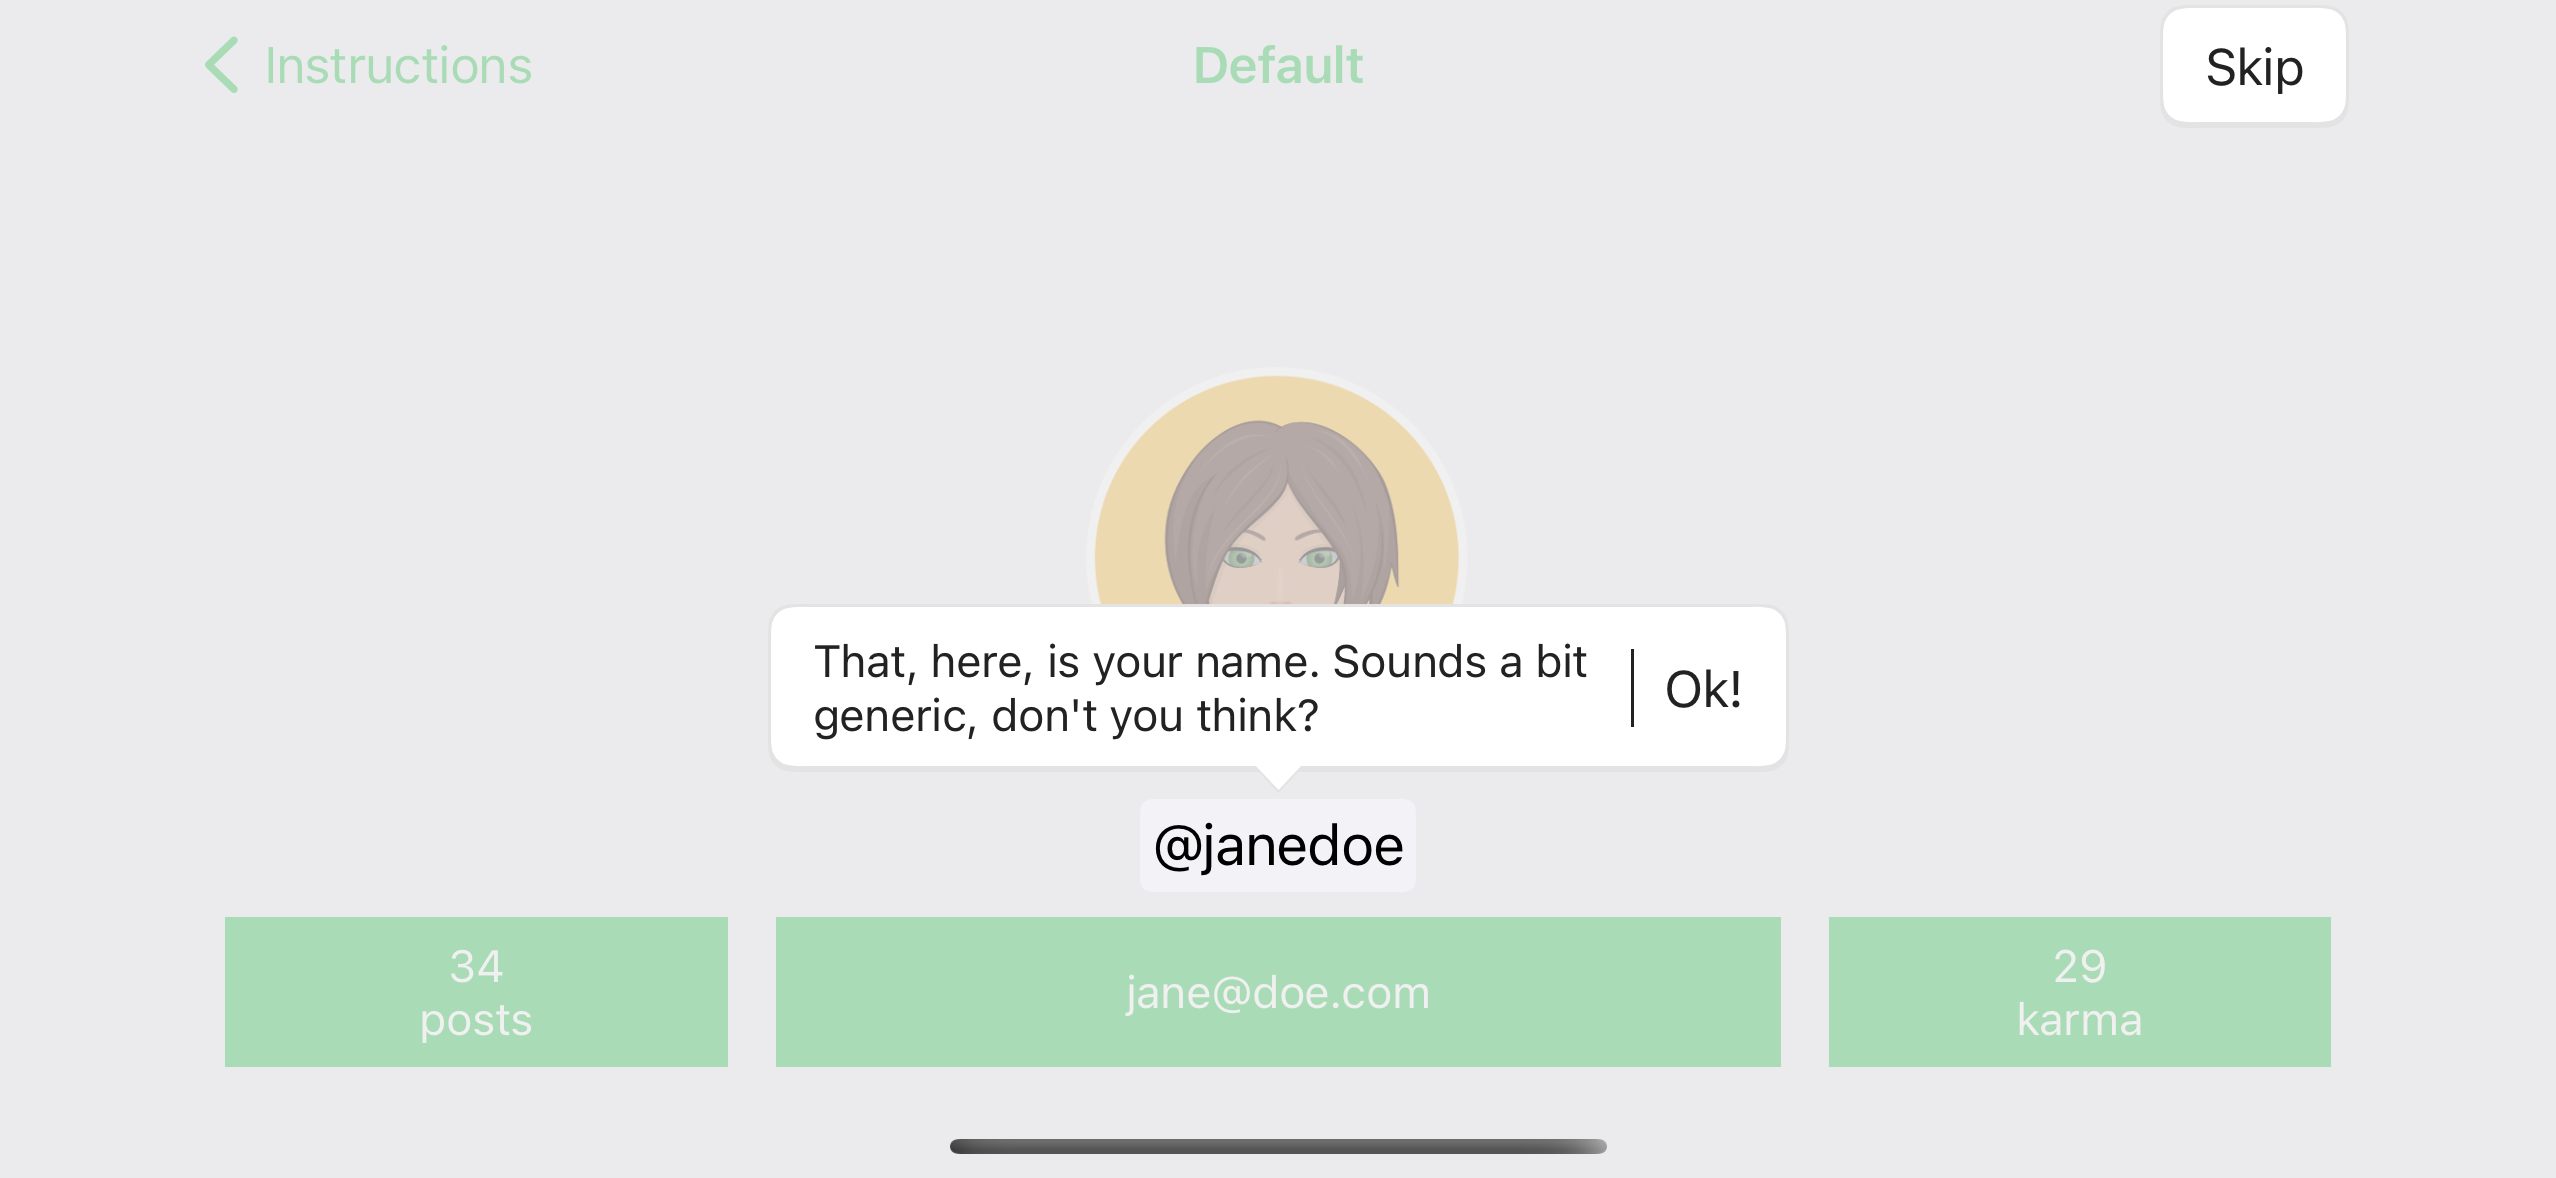 Instructions
Default
Skip
That, here, is your name. Sounds a bit
generic, don't you think?
Ok!
@janedoe
34
posts
jane@doe.com
29
karma